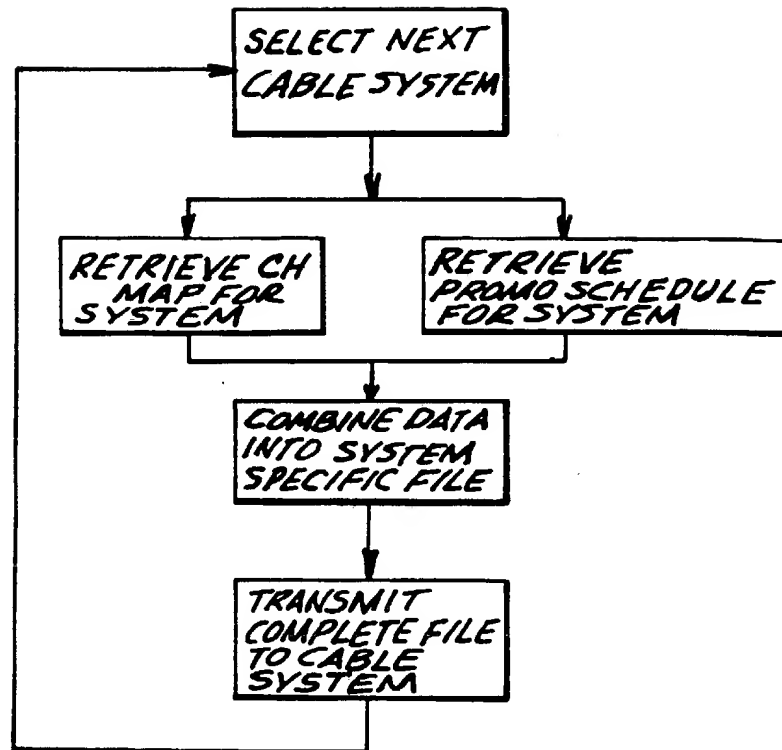 SELECT NEXT
CABLE SYSTEM
RETRIEVE CH
MAP FOR
SYSTEM
RETRIEVE
PROMO SCHEDULE
FOR SYSTEM
COMBINE DATA
INTO SYSTEM
SPECIFIC FILE
TRANSMIT
COMPLETE FILE
TO CABLE
SYSTEM